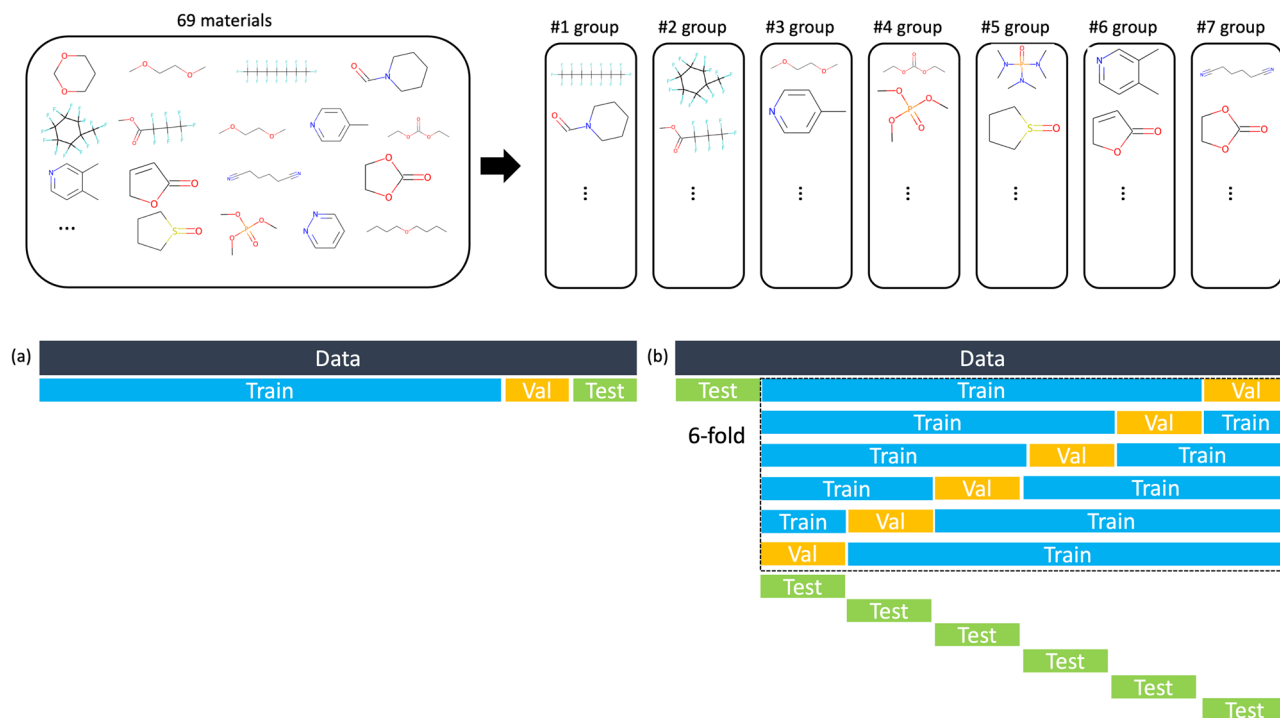 69 materials
#1 group #2 group #3 group #4 group #5 group #6 group #7 group
(a) Data
Train Val Test
(b) Data
Test Train Val
6-fold
Train Val Train
Train Val Train
Train Val Train
Train Val Train
Val Train
Test
Test
Test
Test
Test
Test